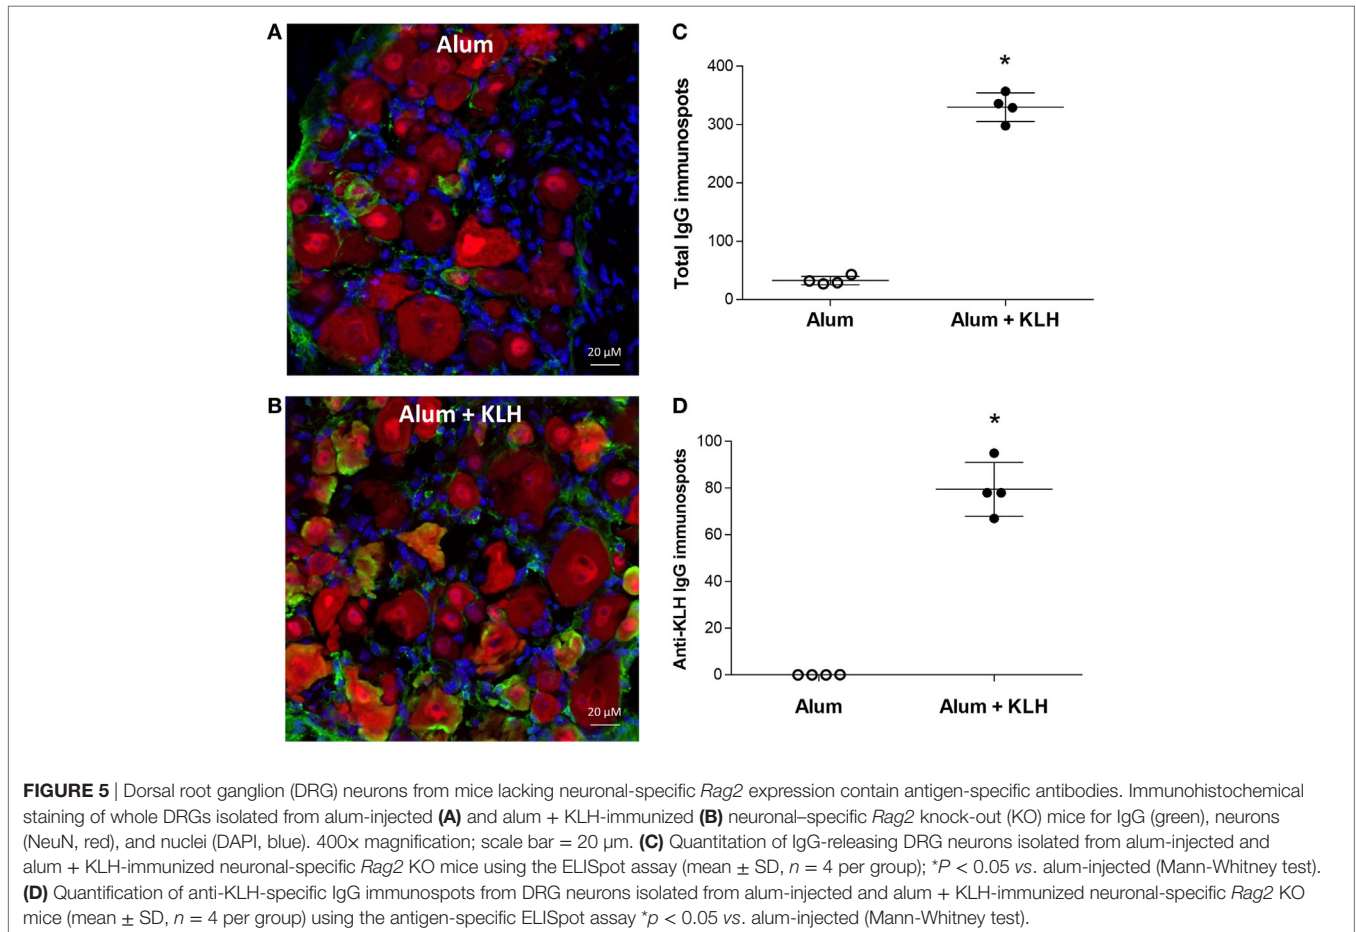 A
Alum
20 µM
B
Alum + KLH
20 µM
C
*
Total IgG immunospots
400
300
200
100
0
Alum Alum + KLH
D
*
Anti-KLH IgG immunospots
100
80
60
40
20
0
Alum Alum + KLH
FIGURE 5 | Dorsal root ganglion (DRG) neurons from mice lacking neuronal-specific Rag2 expression contain antigen-specific antibodies. Immunohistochemical
staining of whole DRGs isolated from alum-injected (A) and alum + KLH-immunized (B) neuronal–specific Rag2 knock-out (KO) mice for IgG (green), neurons
(NeuN, red), and nuclei (DAPI, blue). 400× magnification; scale bar = 20 µm. (C) Quantitation of IgG-releasing DRG neurons isolated from alum-injected and
alum + KLH-immunized neuronal-specific Rag2 KO mice using the ELISpot assay (mean ± SD, n = 4 per group); *P < 0.05 vs. alum-injected (Mann-Whitney test).
(D) Quantification of anti-KLH-specific IgG immunospots from DRG neurons isolated from alum-injected and alum + KLH-immunized neuronal-specific Rag2 KO
mice (mean ± SD, n = 4 per group) using the antigen-specific ELISpot assay *p < 0.05 vs. alum-injected (Mann-Whitney test).